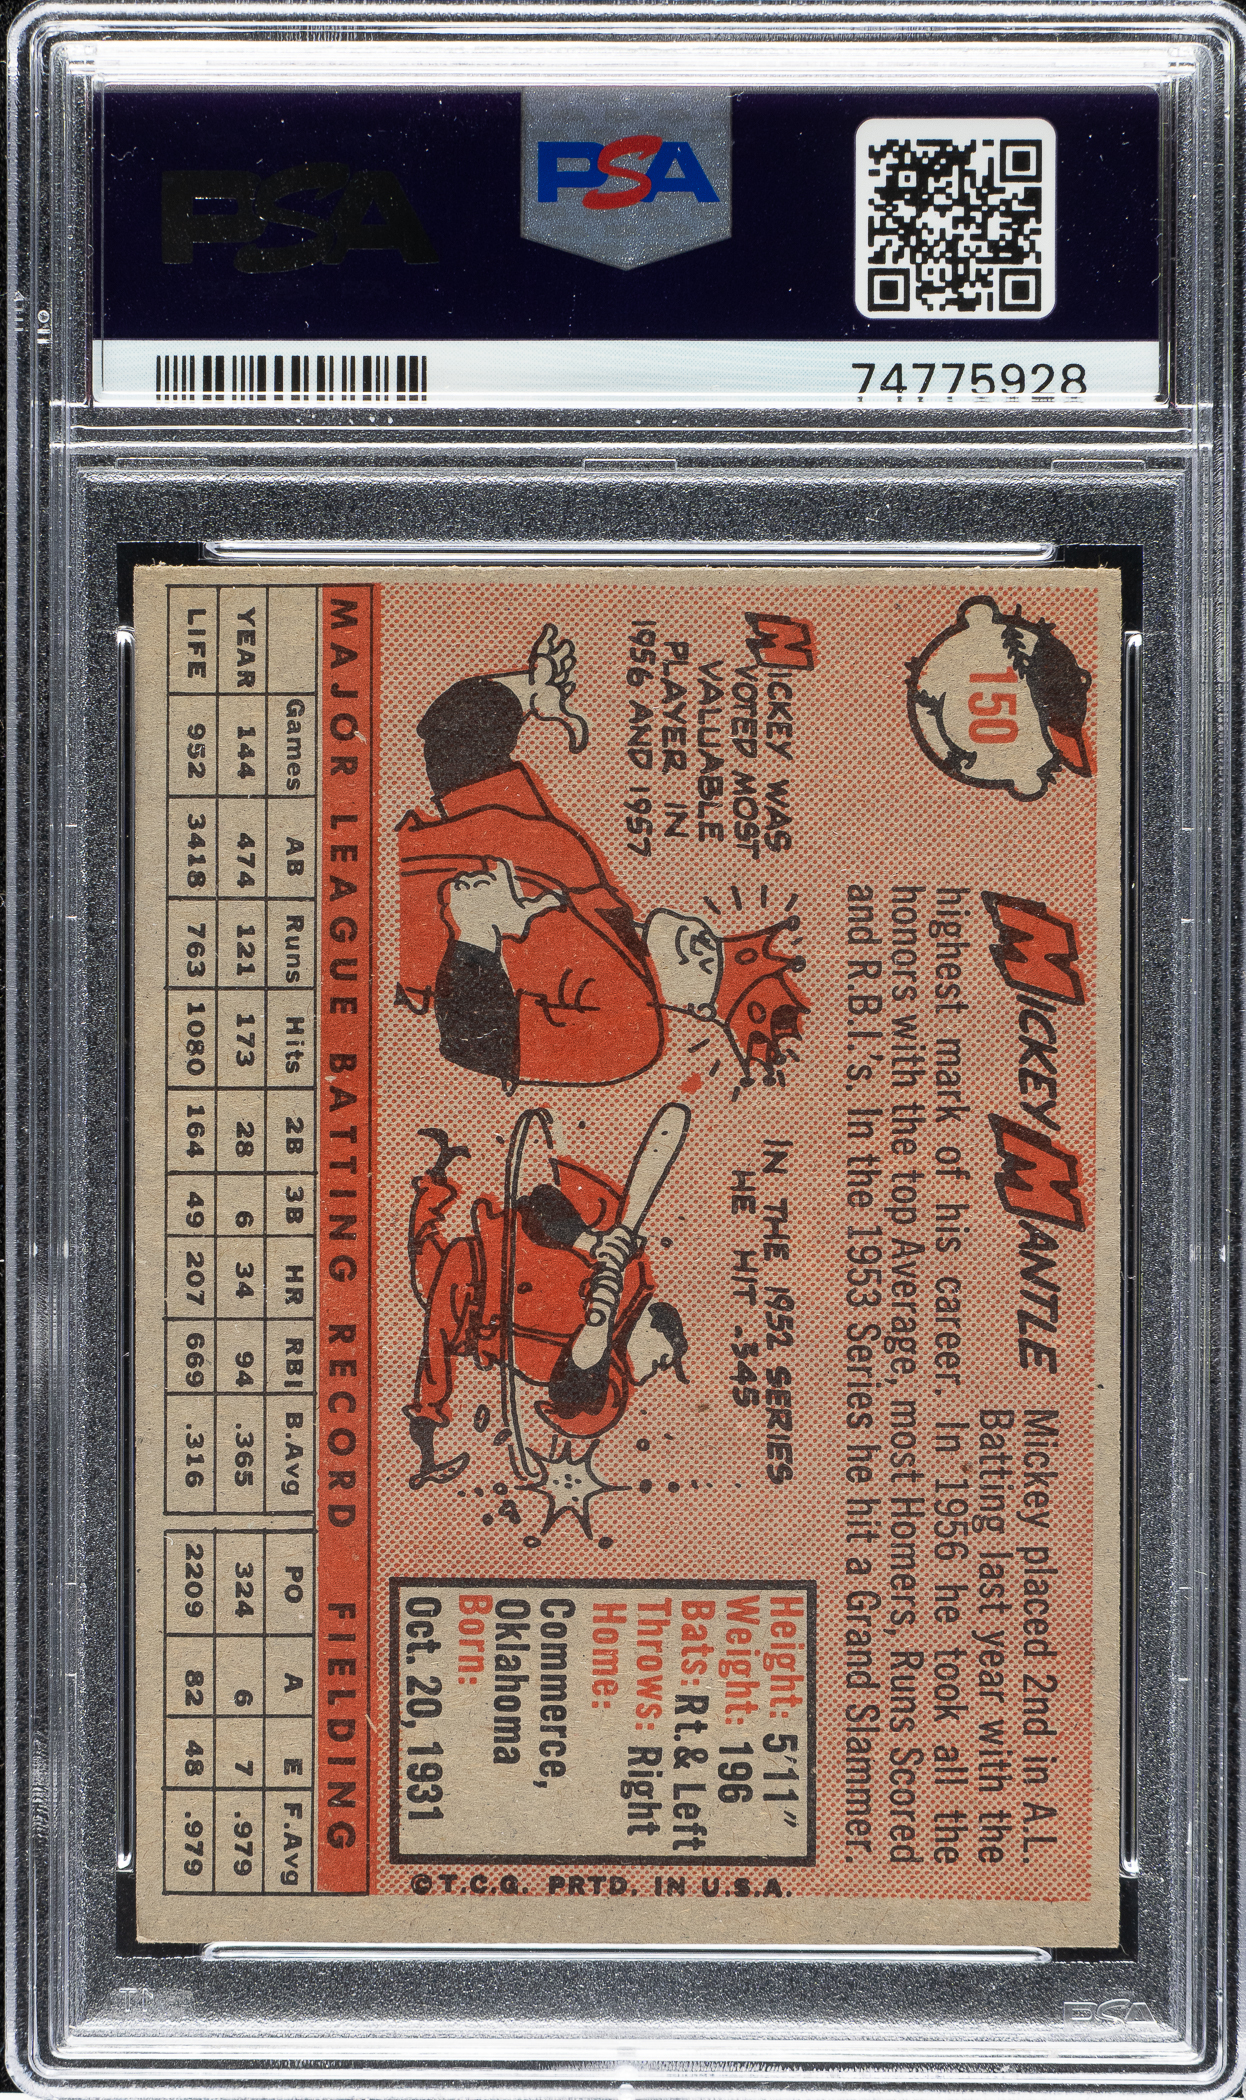 PSA
PSA
74775928
150
MICKEY MANTLE
Mickey placed 2nd in A.L.
Batting last year with the
highest mark of his career. In 1956 he took all the
honors with the top Average, most Homers, Runs Scored
and R.B.I.'s. In the 1953 Series he hit a Grand Slammer.
MICKEY WAS
VOTED MOST
VALUABLE
PLAYER IN
1956 AND 1957
IN THE 1952 SERIES
HE HIT .345
Height: 5'11"
Weight: 196
Bats: Rt. & Left
Throws: Right
Home:
Commerce,
Oklahoma
Born:
Oct. 20, 1931
©T.C.G. PRTD. IN U.S.A.
MAJOR LEAGUE BATTING RECORD FIELDING
Games AB Runs Hits 2B 3B HR RBI B.Avg PO A E F.Avg
YEAR 144 474 121 173 28 6 34 94 .365 324 6 7 .979
LIFE 952 3418 763 1080 164 49 207 669 .316 2209 82 48 .979
PSA